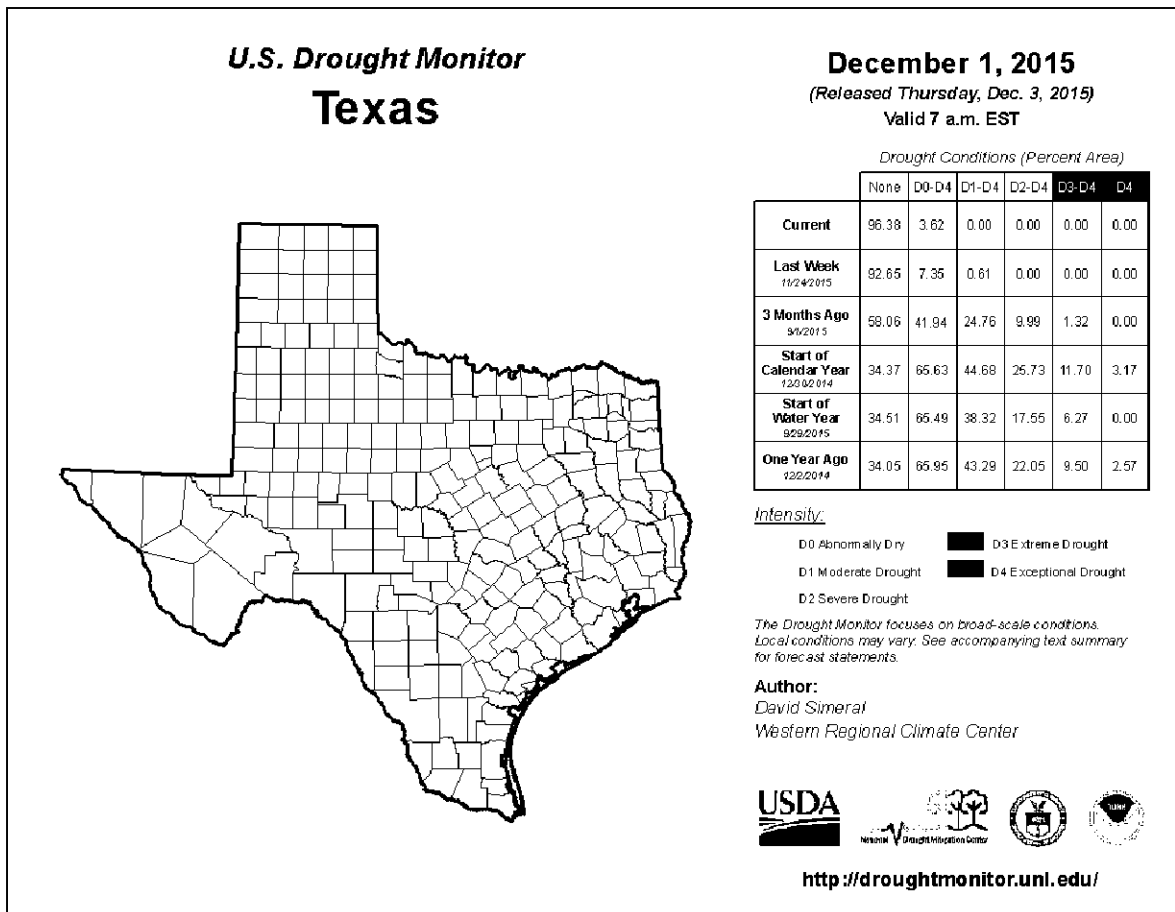 U.S. Drought Monitor
Texas
December 1, 2015
(Released Thursday, Dec. 3, 2015)
Valid 7 a.m. EST
Drought Conditions (Percent Area)
None D0-D4 D1-D4 D2-D4 D3-D4 D4
Current 96.38 3.62 0.00 0.00 0.00 0.00
Last Week 92.65 7.35 0.61 0.00 0.00 0.00
11/24/2015
3 Months Ago 58.06 41.94 24.76 9.99 1.32 0.00
9/1/2015
Start of
Calendar Year 34.37 65.63 44.68 25.73 11.70 3.17
12/30/2014
Start of
Water Year 34.51 65.49 38.32 17.55 6.27 0.00
9/29/2015
One Year Ago 34.05 65.95 43.29 22.05 9.50 2.57
12/2/2014
Intensity:
D0 Abnormally Dry D3 Extreme Drought
D1 Moderate Drought D4 Exceptional Drought
D2 Severe Drought
The Drought Monitor focuses on broad-scale conditions.
Local conditions may vary. See accompanying text summary
for forecast statements.
Author:
David Simeral
Western Regional Climate Center
USDA
National Drought Mitigation Center
http://droughtmonitor.unl.edu/